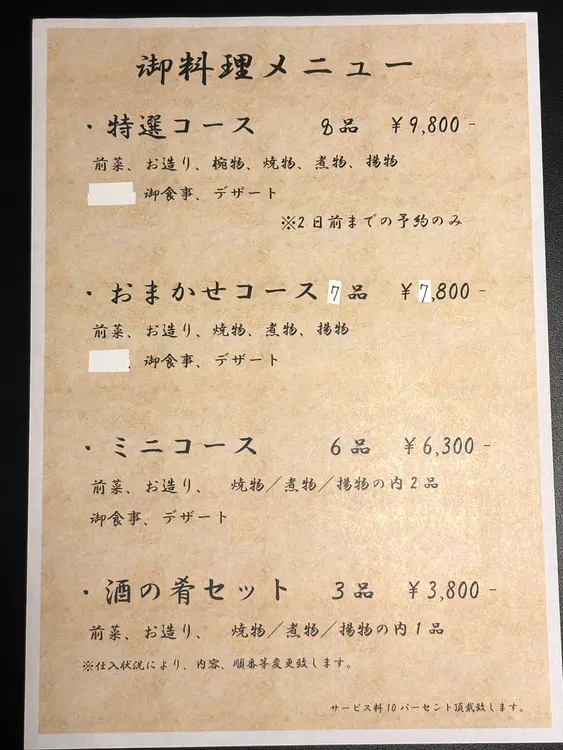 御料理メニュー
・特選コース 8品 ¥9,800-
前菜、お造り、椀物、焼物、煮物、揚物
御食事、デザート
※2日前までの予約のみ
・おまかせコース 7品 ¥7,800-
前菜、お造り、焼物、煮物、揚物
、御食事、デザート
・ミニコース 6品 ¥6,300-
前菜、お造り、 焼物/煮物/揚物の内2品
御食事、デザート
・酒の肴セット 3品 ¥3,800-
前菜、お造り、 焼物/煮物/揚物の内1品
※仕入状況により、内容、順番等変更致します。
サービス料10パーセント頂戴致します。